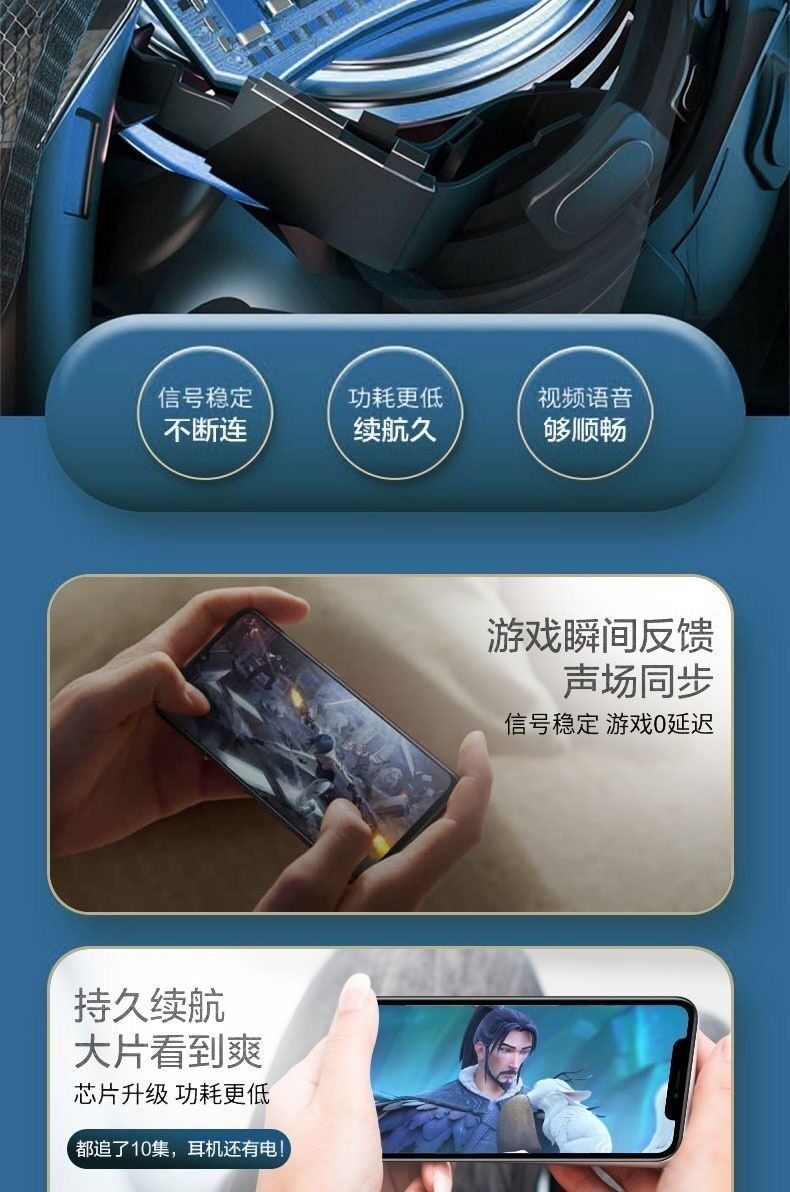 信号稳定
不断连
功耗更低
续航久
视频语音
够顺畅
游戏瞬间反馈
声场同步
信号稳定 游戏0延迟
持久续航
大片看到爽
芯片升级 功耗更低
都追了10集，耳机还有电！